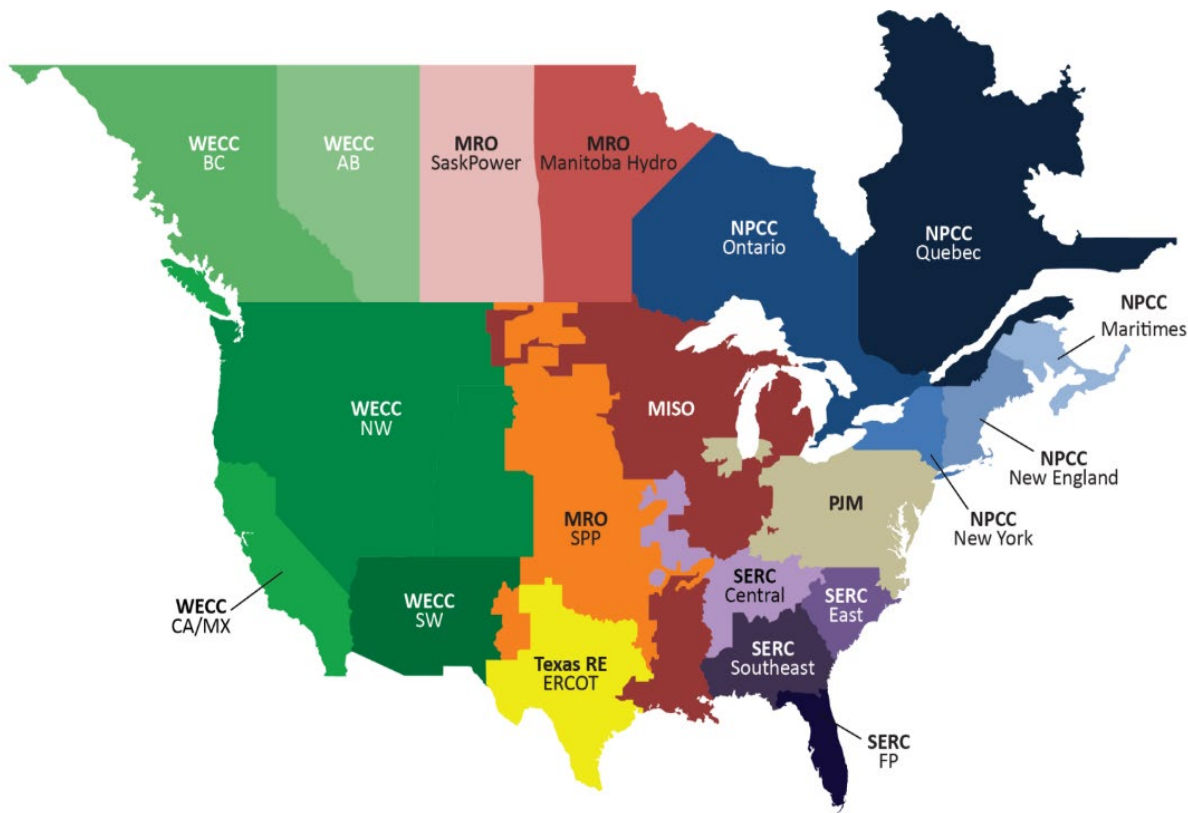 WECC
BC
WECC
AB
MRO
SaskPower
MRO
Manitoba Hydro
NPCC
Ontario
NPCC
Quebec
NPCC
Maritimes
WECC
NW
MISO
NPCC
New England
PJM
NPCC
New York
MRO
SPP
WECC
CA/MX
WECC
SW
SERC
Central
SERC
East
SERC
Southeast
Texas RE
ERCOT
SERC
FP